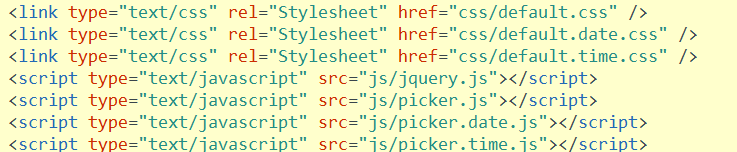 <link type="text/css" rel="Stylesheet" href="css/default.css" />
<link type="text/css" rel="Stylesheet" href="css/default.date.css" />
<link type="text/css" rel="Stylesheet" href="css/default.time.css" />
<script type="text/javascript" src="js/jquery.js"></script>
<script type="text/javascript" src="js/picker.js"></script>
<script type="text/javascript" src="js/picker.date.js"></script>
<script type="text/javascript" src="js/picker.time.js"></script>